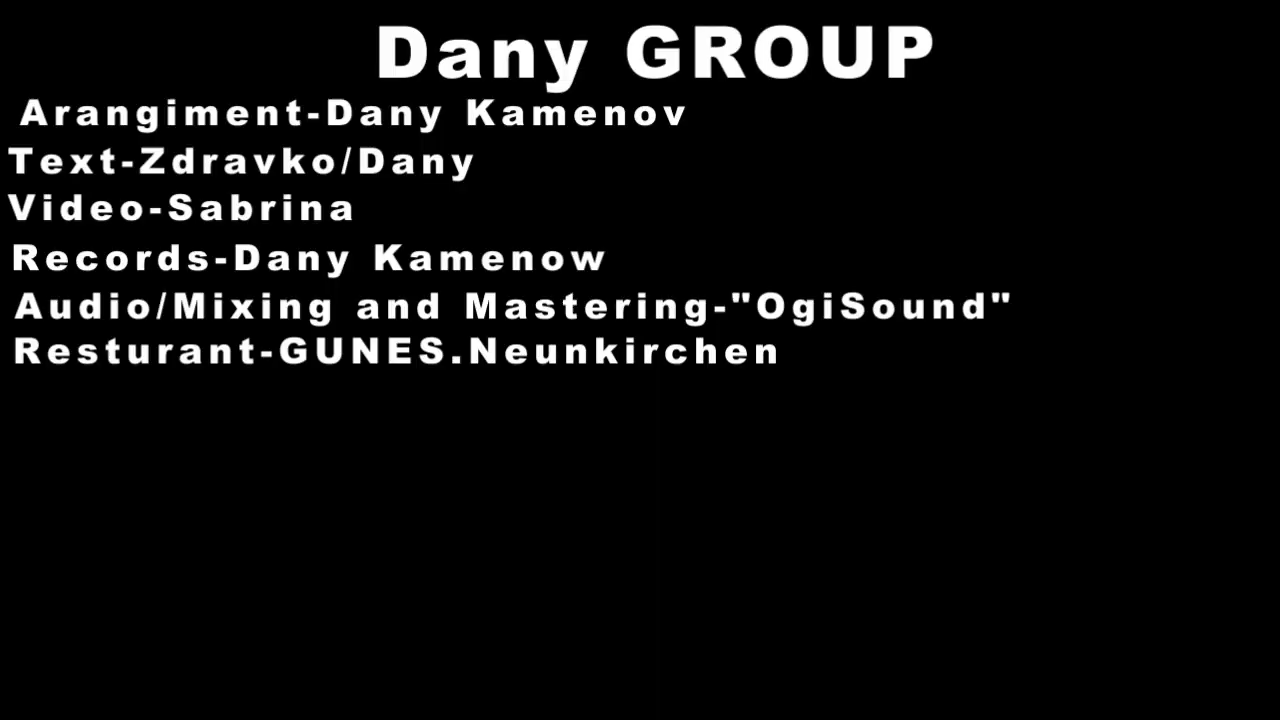 Dany GROUP
Arangiment-Dany Kamenov
Text-Zdravko/Dany
Video-Sabrina
Records-Dany Kamenow
Audio/Mixing and Mastering-"OgiSound"
Resturant-GUNES.Neunkirchen